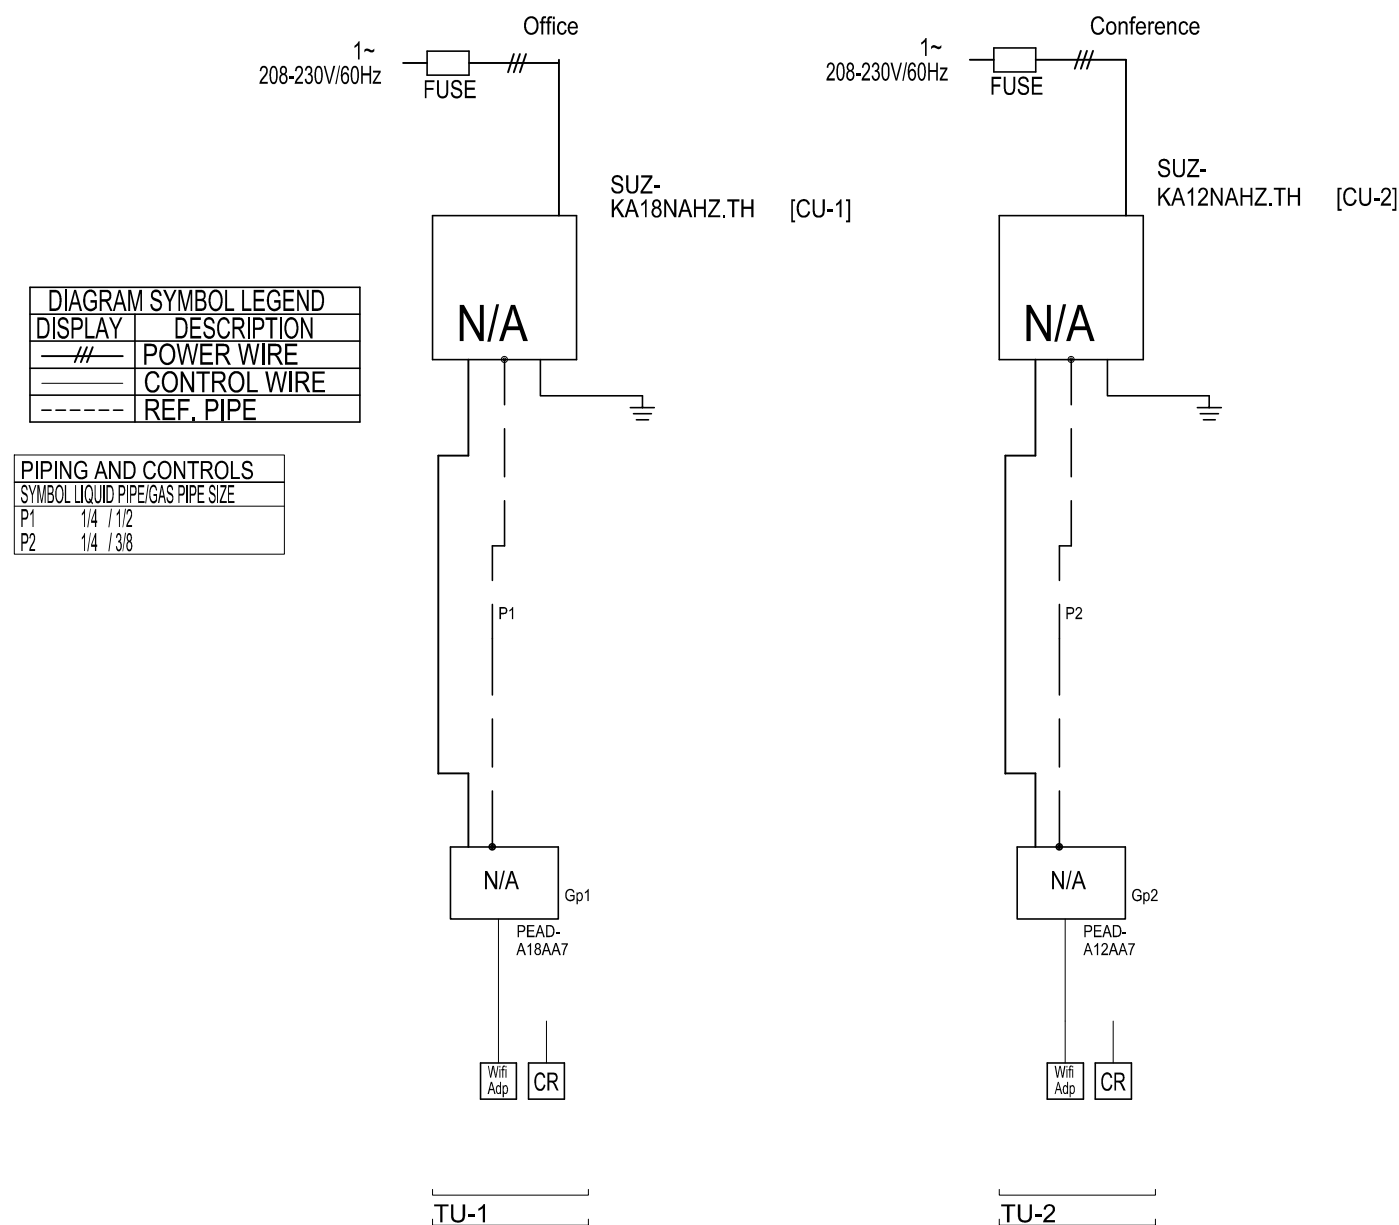 Office
1~
208-230V/60Hz
FUSE
SUZ-
KA18NAHZ.TH [CU-1]
N/A
Conference
1~
208-230V/60Hz
FUSE
SUZ-
KA12NAHZ.TH [CU-2]
N/A
DIAGRAM SYMBOL LEGEND
DISPLAY DESCRIPTION
POWER WIRE
CONTROL WIRE
REF. PIPE
PIPING AND CONTROLS
SYMBOL LIQUID PIPE/GAS PIPE SIZE
P1 1/4 / 1/2
P2 1/4 / 3/8
P1
N/A
Gp1
PEAD-
A18AA7
Wifi
Adp
CR
TU-1
P2
N/A
Gp2
PEAD-
A12AA7
Wifi
Adp
CR
TU-2